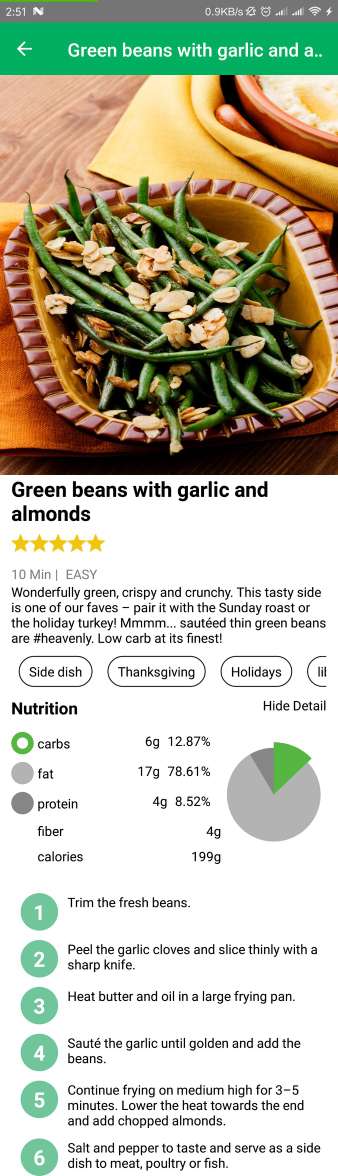 2:51
0.9KB/s
Green beans with garlic and a..
Green beans with garlic and
almonds
10 Min | EASY
Wonderfully green, crispy and crunchy. This tasty side
is one of our faves – pair it with the Sunday roast or
the holiday turkey! Mmmm... sautéed thin green beans
are #heavenly. Low carb at its finest!
Side dish Thanksgiving Holidays
Nutrition Hide Detail
carbs 6g 12.87%
fat 17g 78.61%
protein 4g 8.52%
fiber 4g
calories 199g
1 Trim the fresh beans.
2 Peel the garlic cloves and slice thinly with a
sharp knife.
3 Heat butter and oil in a large frying pan.
4 Sauté the garlic until golden and add the
beans.
5 Continue frying on medium high for 3–5
minutes. Lower the heat towards the end
and add chopped almonds.
6 Salt and pepper to taste and serve as a side
dish to meat, poultry or fish.